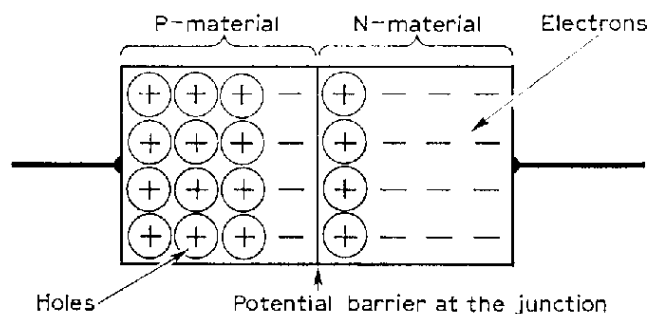 P-material N-material Electrons
Holes Potential barrier at the junction